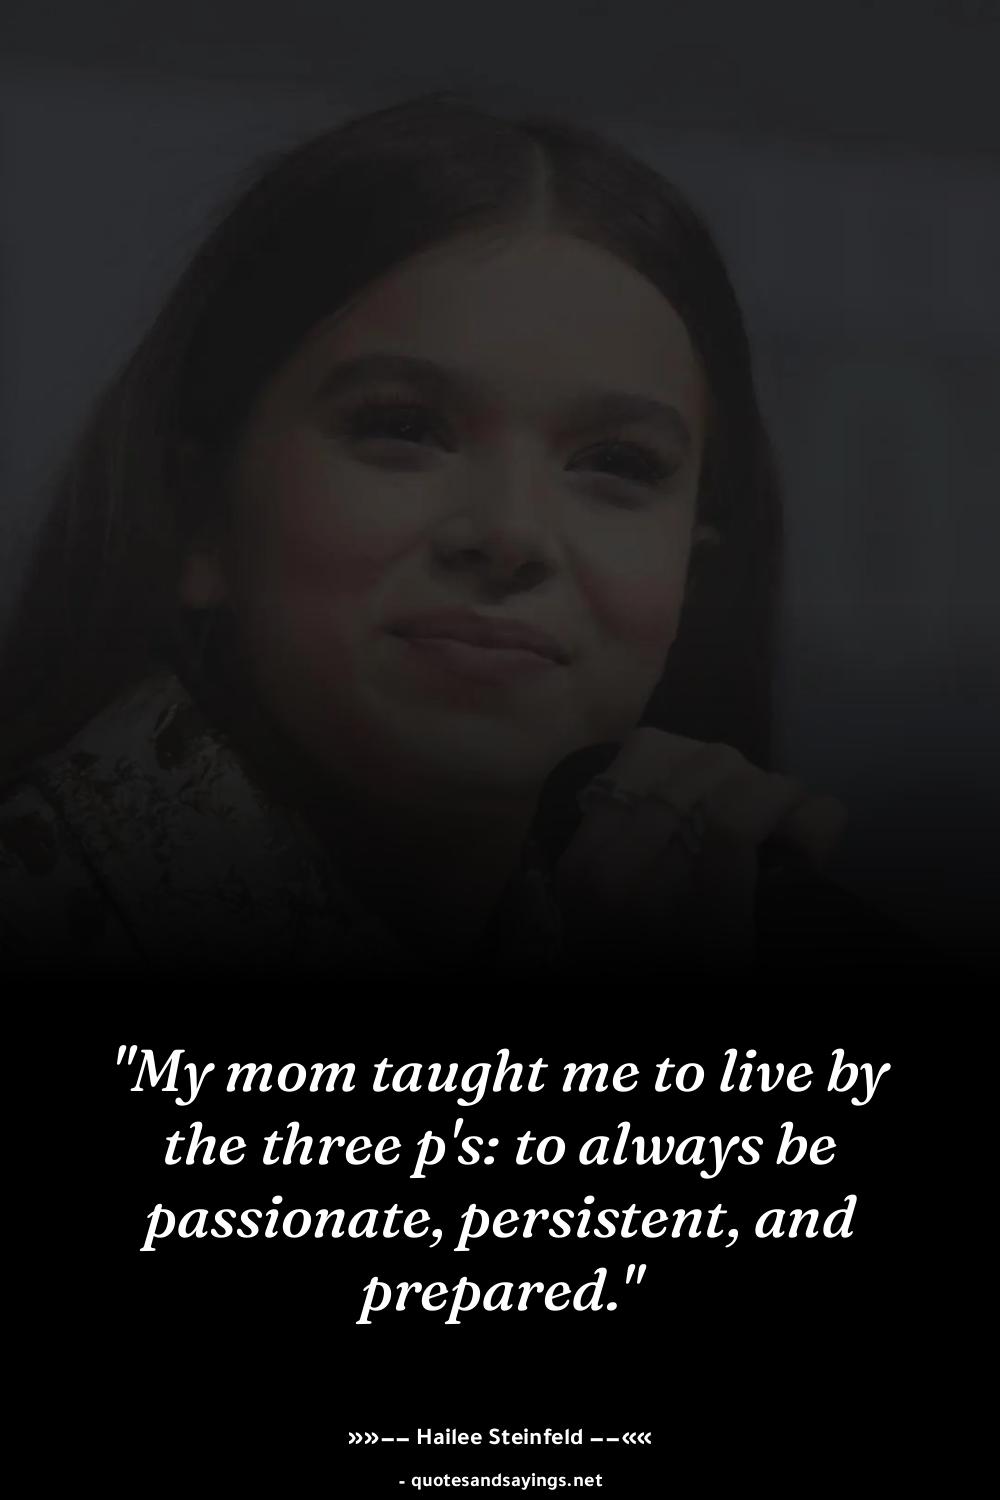 "My mom taught me to live by
the three p's: to always be
passionate, persistent, and
prepared."
»»−− Hailee Steinfeld −−««
- quotesandsayings.net